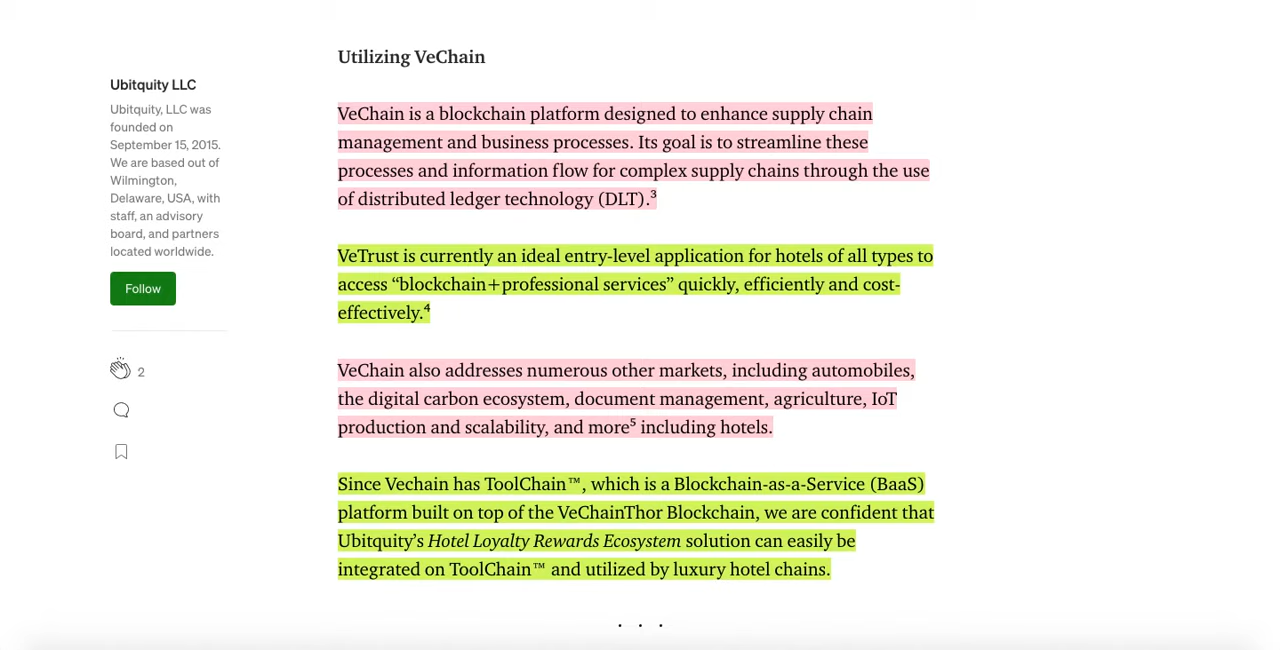 Utilizing VeChain
Ubitquity LLC
Ubitquity, LLC was
founded on
September 15, 2015.
We are based out of
Wilmington,
Delaware, USA, with
staff, an advisory
board, and partners
located worldwide.
Follow
2
VeChain is a blockchain platform designed to enhance supply chain
management and business processes. Its goal is to streamline these
processes and information flow for complex supply chains through the use
of distributed ledger technology (DLT).³
VeTrust is currently an ideal entry-level application for hotels of all types to
access “blockchain+professional services” quickly, efficiently and cost-
effectively.⁴
VeChain also addresses numerous other markets, including automobiles,
the digital carbon ecosystem, document management, agriculture, IoT
production and scalability, and more⁵ including hotels.
Since Vechain has ToolChain™, which is a Blockchain-as-a-Service (BaaS)
platform built on top of the VeChainThor Blockchain, we are confident that
Ubitquity’s Hotel Loyalty Rewards Ecosystem solution can easily be
integrated on ToolChain™ and utilized by luxury hotel chains.
. . .